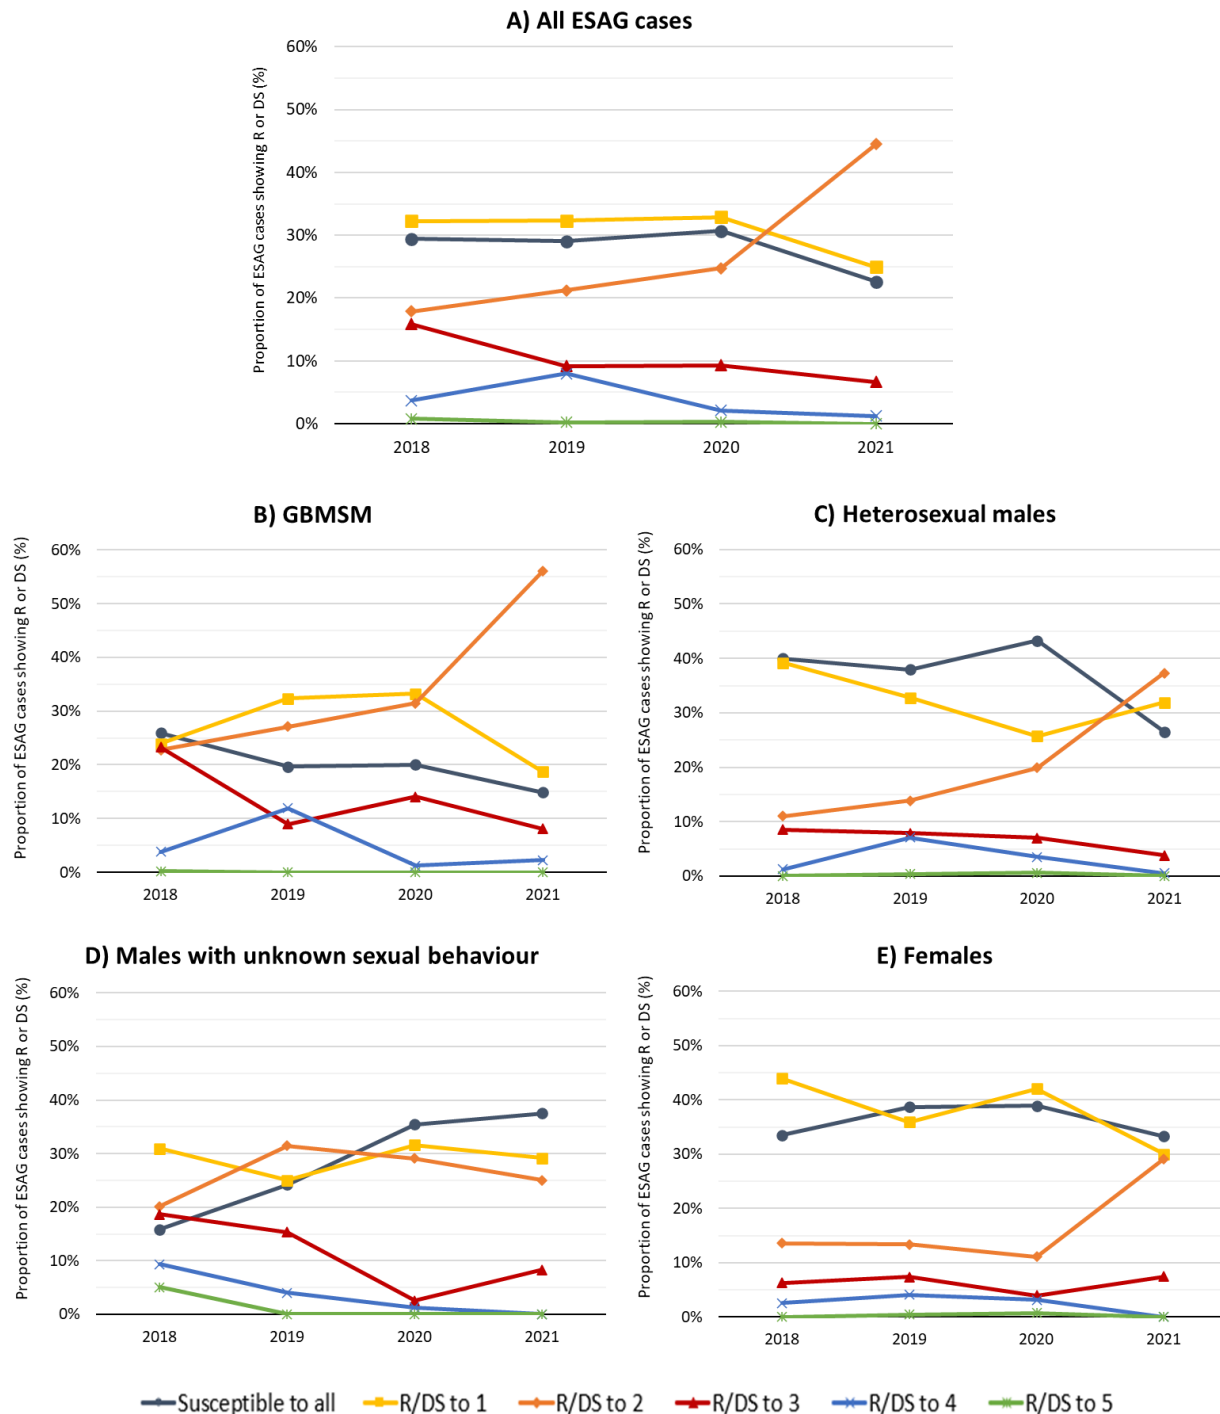 A) All ESAG cases
Proportion of ESAG cases showing R or DS (%)
60%
50%
40%
30%
20%
10%
0%
2018 2019 2020 2021
B) GBMSM
Proportion of ESAG cases showing R or DS (%)
60%
50%
40%
30%
20%
10%
0%
2018 2019 2020 2021
C) Heterosexual males
Proportion of ESAG cases showing R or DS (%)
60%
50%
40%
30%
20%
10%
0%
2018 2019 2020 2021
D) Males with unknown sexual behaviour
Proportion of ESAG cases showing R or DS (%)
60%
50%
40%
30%
20%
10%
0%
2018 2019 2020 2021
E) Females
Proportion of ESAG cases showing R or DS (%)
60%
50%
40%
30%
20%
10%
0%
2018 2019 2020 2021
Susceptible to all R/DS to 1 R/DS to 2 R/DS to 3 R/DS to 4 R/DS to 5